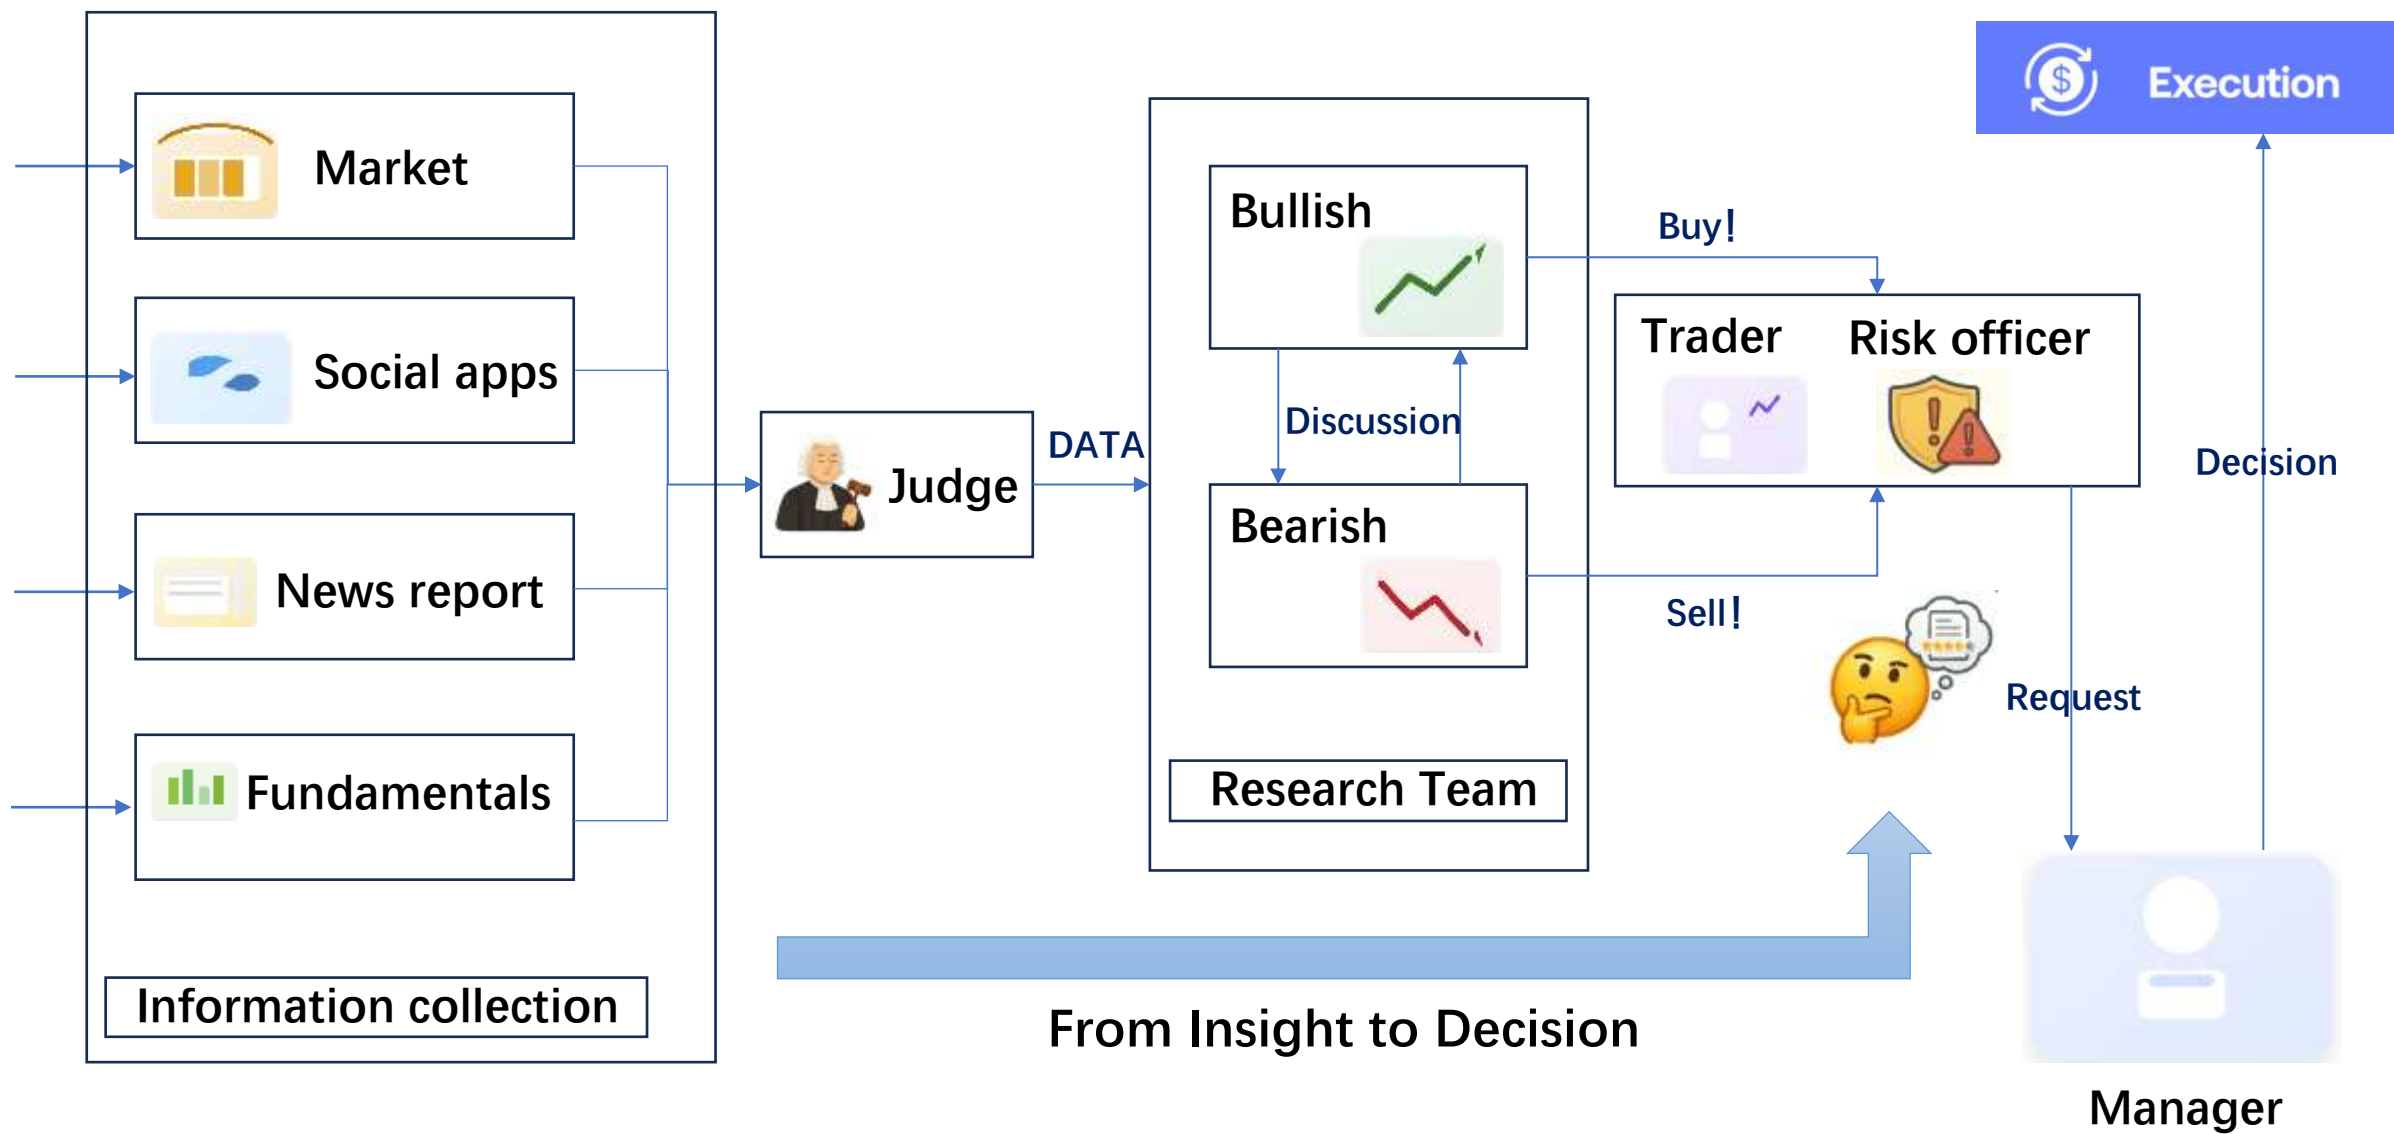 Market
Social apps
News report
Fundamentals
Information collection
Judge
DATA
Bullish
Discussion
Bearish
Research Team
Buy!
Sell!
Trader
Risk officer
Request
Decision
Execution
Manager
From Insight to Decision